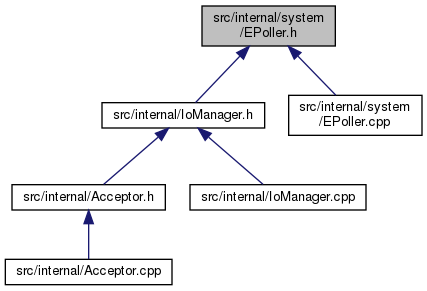 src/internal/system
/EPoller.h
src/internal/IoManager.h
src/internal/system
/EPoller.cpp
src/internal/Acceptor.h
src/internal/IoManager.cpp
src/internal/Acceptor.cpp